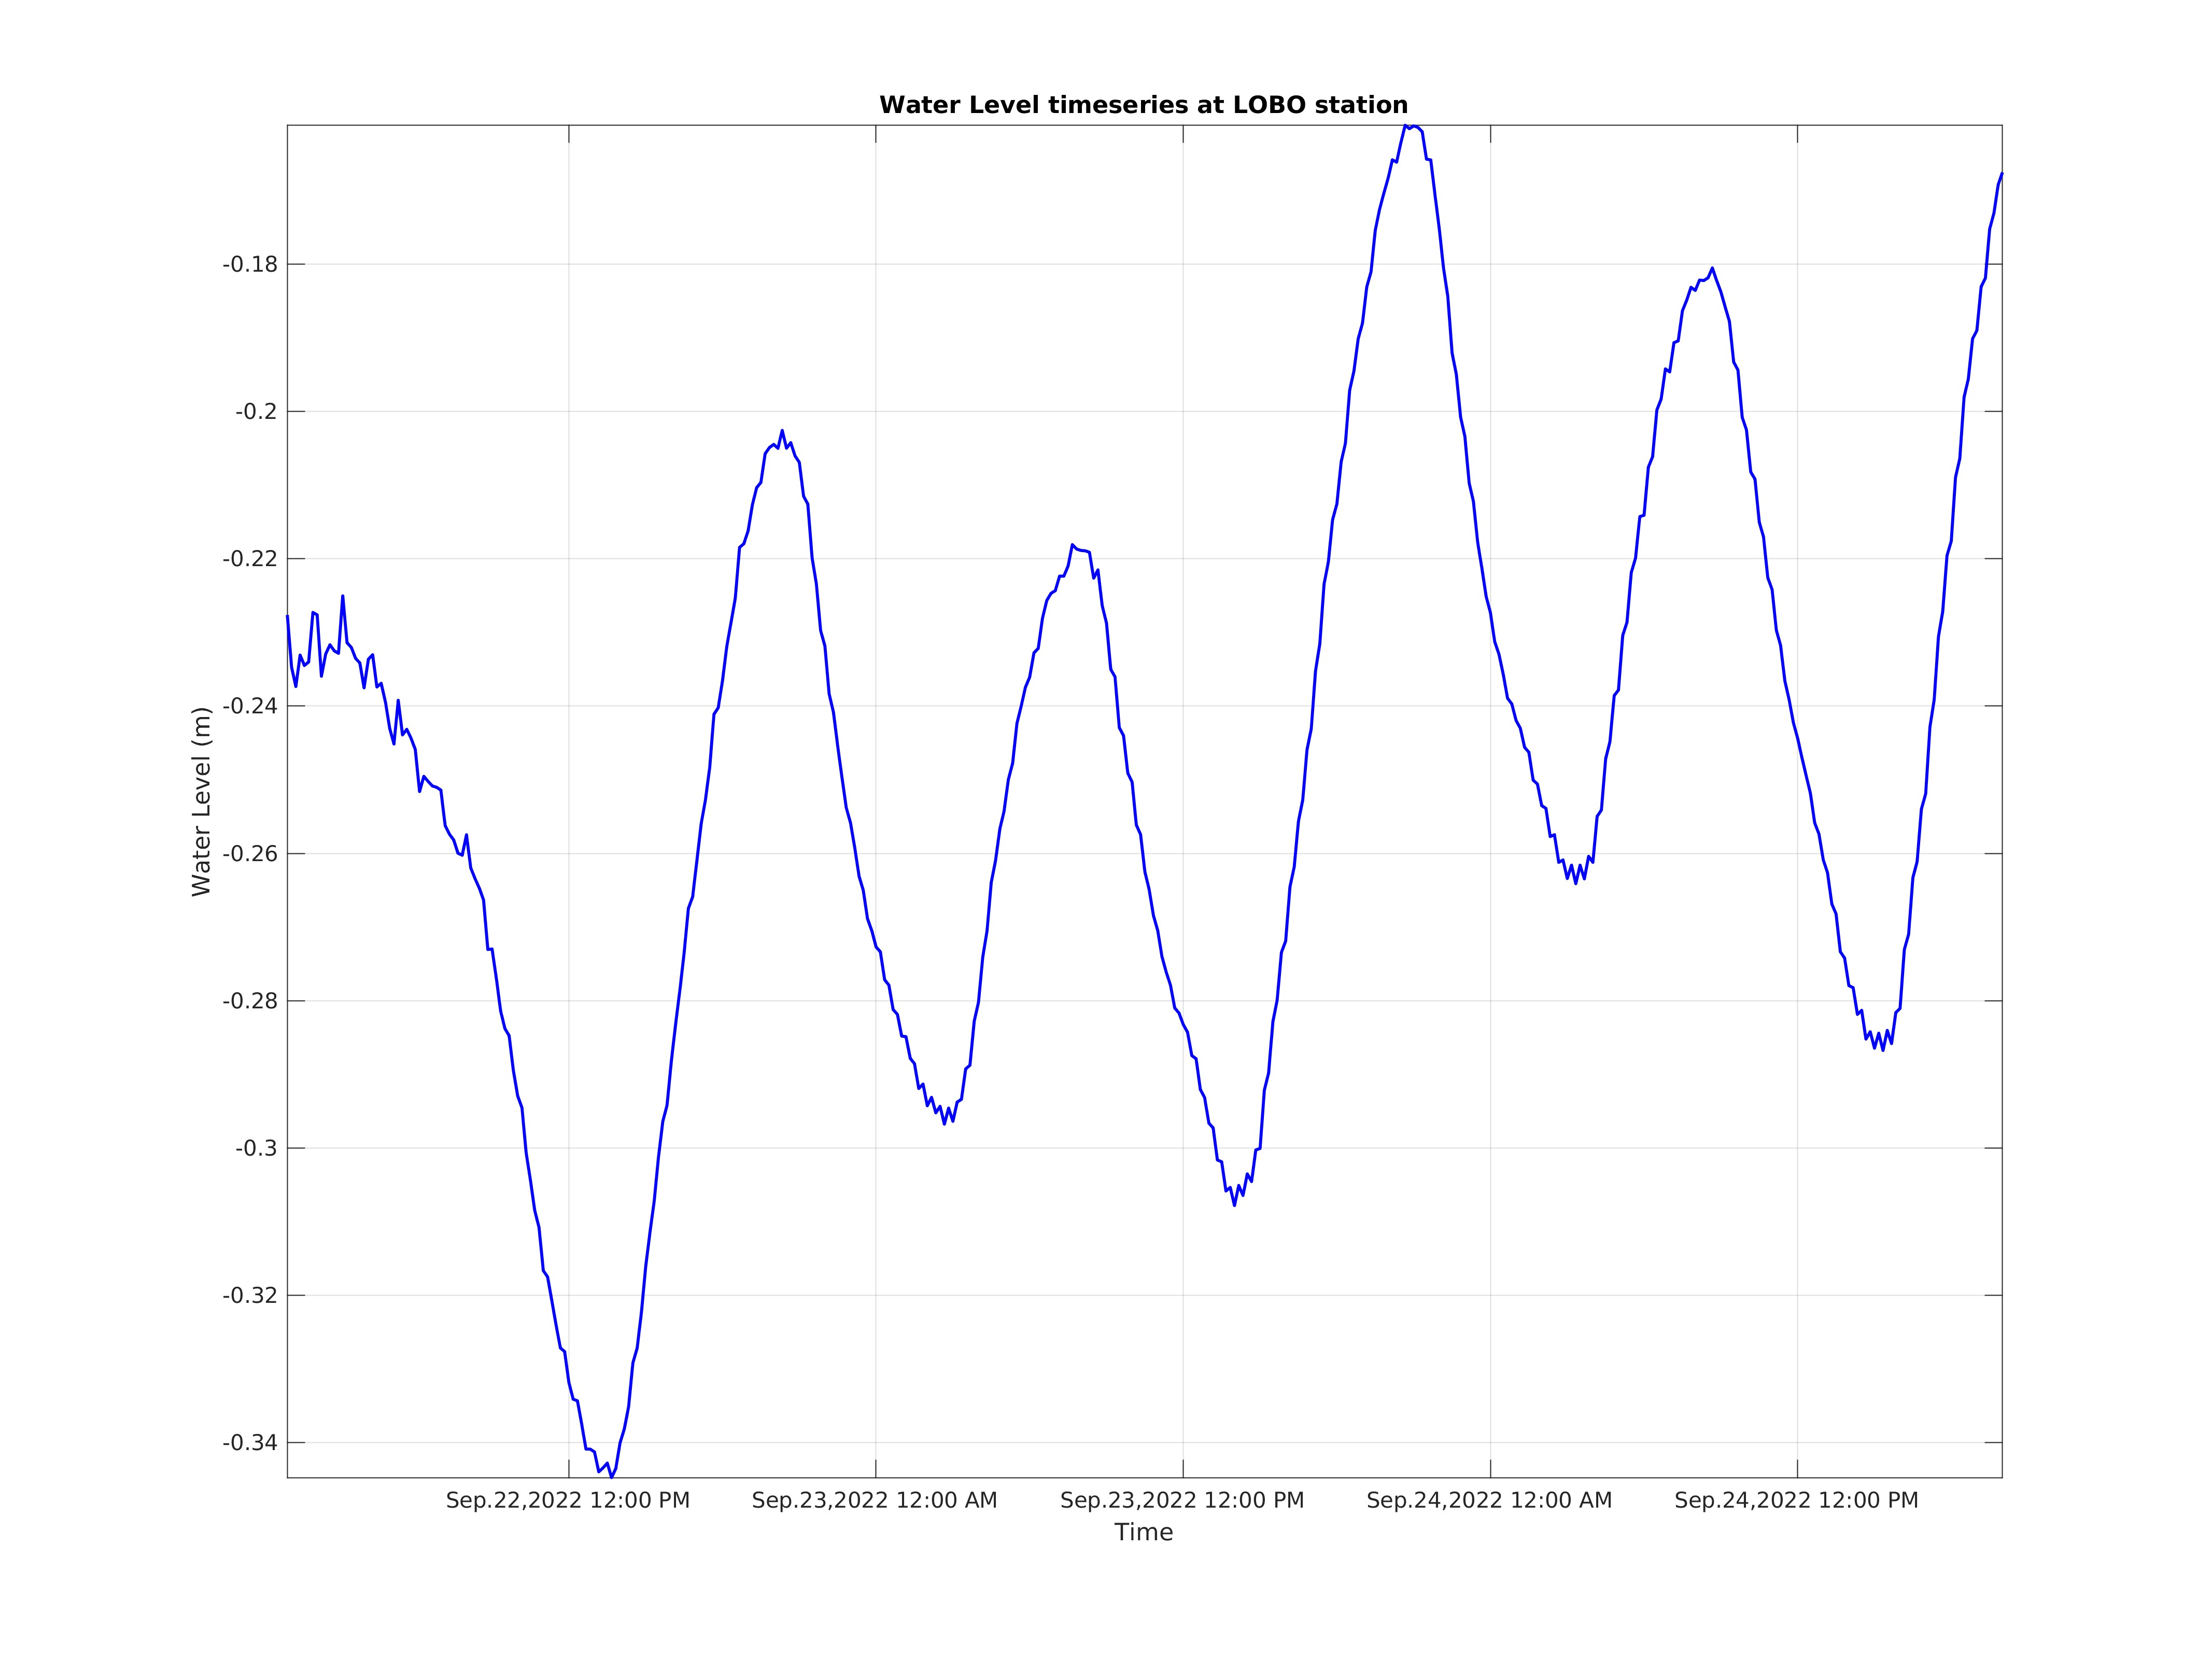 Water Level timeseries at LOBO station
-0.18
-0.2
-0.22
-0.24
-0.26
-0.28
-0.3
-0.32
-0.34
Water Level (m)
Sep.22,2022 12:00 PM
Sep.23,2022 12:00 AM
Sep.23,2022 12:00 PM
Sep.24,2022 12:00 AM
Sep.24,2022 12:00 PM
Time